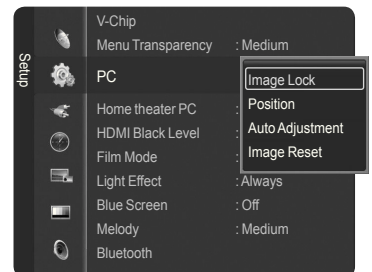 Setup
V-Chip
Menu Transparency : Medium
PC
Image Lock
Position
Auto Adjustment
Image Reset
Home theater PC :
HDMI Black Level :
Film Mode :
Light Effect : Always
Blue Screen : Off
Melody : Medium
Bluetooth